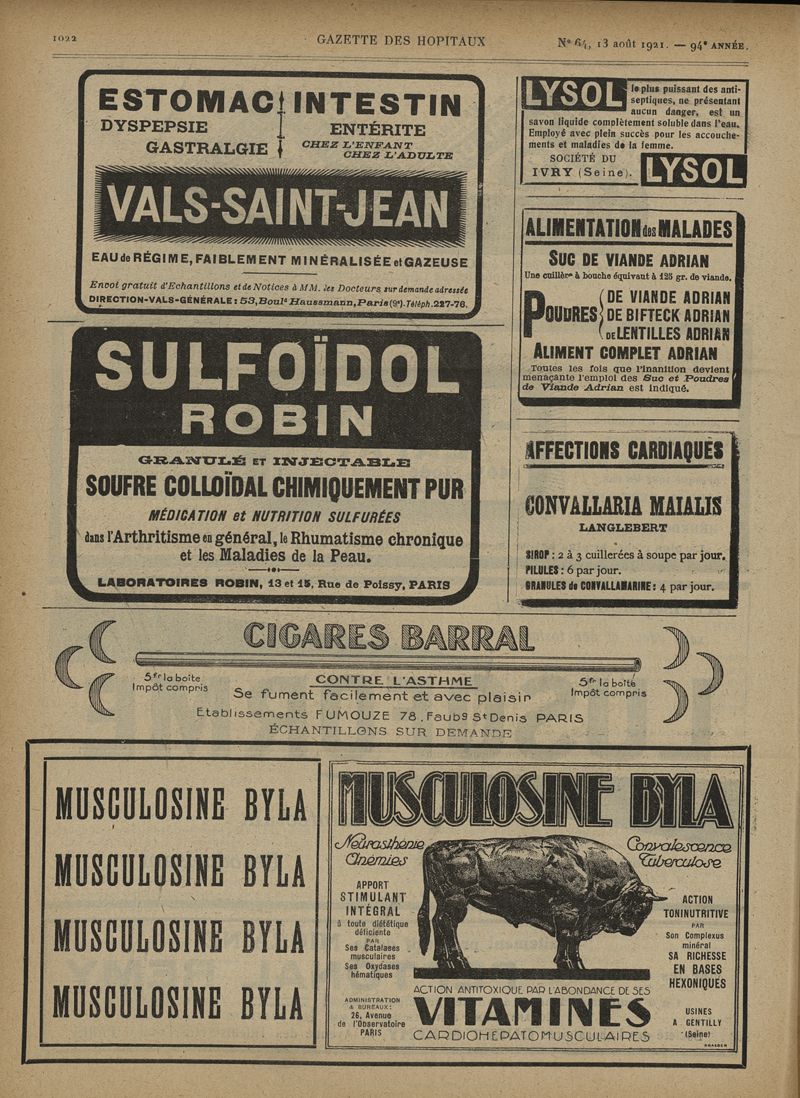 1022
GAZETTE DES HOPITAUX
Nº 64, 13 août 1921. — 94e ANNÉE.
ESTOMAC INTESTIN
DYSPEPSIE
ENTÉRITE
GASTRALGIE
CHEZ L'ENFANT
CHEZ L'ADULTE
VALS-SAINT-JEAN
EAU de RÉGIME, FAIBLEMENT MINÉRALISÉE et GAZEUSE
Envoi gratuit d'Echantillons et de Notices à MM. les Docteurs sur demande adressée
DIRECTION-VALS-GÉNÉRALE : 53, Boulᵈ Haussmann, Paris (9ᵉ). Téléph. 227-76.
SULFOÏDOL
ROBIN
GRANULÉ ET INJECTABLE
SOUFRE COLLOÏDAL CHIMIQUEMENT PUR
MÉDICATION et NUTRITION SULFURÉES
dans l'Arthritisme en général, le Rhumatisme chronique
et les Maladies de la Peau.
LABORATOIRES ROBIN, 13 et 15, Rue de Poissy, PARIS
LYSOL
le plus puissant des anti-
septiques, ne présentant
aucun danger, est un
savon liquide complètement soluble dans l'eau.
Employé avec plein succès pour les accouche-
ments et maladies de la femme.
SOCIÉTÉ DU
IVRY (Seine).
LYSOL
ALIMENTATION des MALADES
SUC DE VIANDE ADRIAN
Une cuillère à bouche équivaut à 125 gr. de viande.
POUDRES
DE VIANDE ADRIAN
DE BIFTECK ADRIAN
DE LENTILLES ADRIAN
ALIMENT COMPLET ADRIAN
Toutes les fois que l'inanition devient
menaçante l'emploi des Suc et Poudres
de Viande Adrian est indiqué.
AFFECTIONS CARDIAQUES
CONVALLARIA MAIALIS
LANGLEBERT
SIROP : 2 à 3 cuillerées à soupe par jour.
PILULES : 6 par jour.
GRANULES de CONVALLAMARINE : 4 par jour.
CIGARES BARRAL
5fr la boîte
Impôt compris
CONTRE L'ASTHME
Se fument facilement et avec plaisir
5fr la boîte
Impôt compris
Etablissements FUMOUZE 78, Faubg St Denis PARIS
ÉCHANTILLONS SUR DEMANDE
MUSCULOSINE BYLA
MUSCULOSINE BYLA
MUSCULOSINE BYLA
MUSCULOSINE BYLA
MUSCULOSINE BYLA
Neurasthénie
Anémies
Convalescence
Tuberculose
APPORT
STIMULANT
INTÉGRAL
à toute diététique
déficiente
PAR
Ses Catalases
musculaires
Ses Oxydases
hématiques
ADMINISTRATION
& BUREAUX :
26, Avenue
de l'Observatoire
PARIS
ACTION
TONINUTRITIVE
PAR
Son Complexus
minéral
SA RICHESSE
EN BASES
HEXONIQUES
USINES
A GENTILLY
(Seine)
ACTION ANTITOXIQUE PAR L'ABONDANCE DE SES
VITAMINES
CARDIOHEPATOMUSCULAIRES